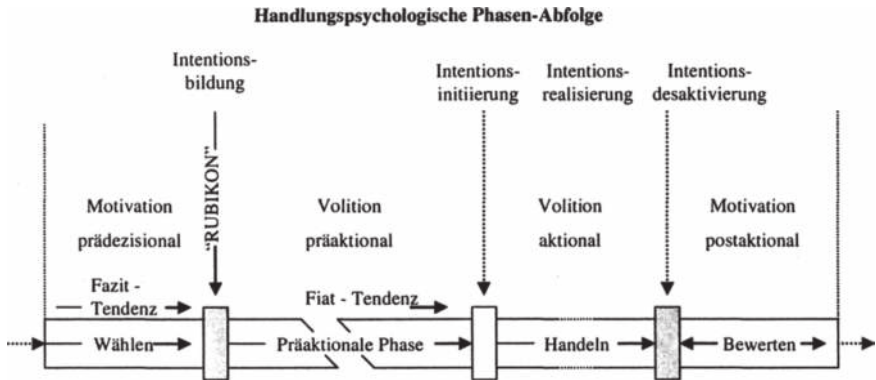 Handlungspsychologische Phasen-Abfolge
Intentions-
bildung
Intentions-
initiierung
Intentions-
realisierung
Intentions-
desaktivierung
"RUBIKON"
Motivation
prädezisional
Volition
präaktional
Volition
aktional
Motivation
postaktional
Fazit -
Tendenz
Fiat - Tendenz
Wählen
Präaktionale Phase
Handeln
Bewerten